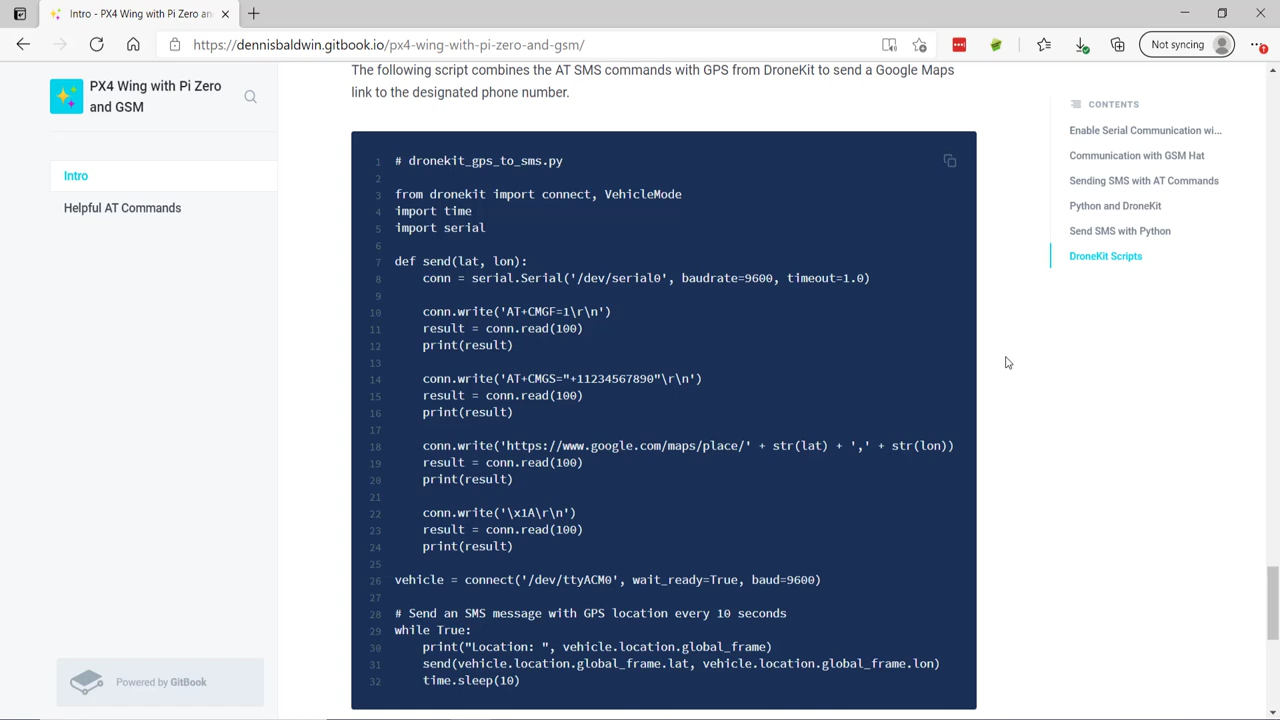 Intro - PX4 Wing with Pi Zero an
https://dennisbaldwin.gitbook.io/px4-wing-with-pi-zero-and-gsm/
Not syncing
PX4 Wing with Pi Zero
and GSM
Intro
Helpful AT Commands
Powered by GitBook
The following script combines the AT SMS commands with GPS from DroneKit to send a Google Maps
link to the designated phone number.
1 # dronekit_gps_to_sms.py
2
3 from dronekit import connect, VehicleMode
4 import time
5 import serial
6
7 def send(lat, lon):
8     conn = serial.Serial('/dev/serial0', baudrate=9600, timeout=1.0)
9
10     conn.write('AT+CMGF=1\r\n')
11     result = conn.read(100)
12     print(result)
13
14     conn.write('AT+CMGS="+11234567890"\r\n')
15     result = conn.read(100)
16     print(result)
17
18     conn.write('https://www.google.com/maps/place/' + str(lat) + ',' + str(lon))
19     result = conn.read(100)
20     print(result)
21
22     conn.write('\x1A\r\n')
23     result = conn.read(100)
24     print(result)
25
26 vehicle = connect('/dev/ttyACM0', wait_ready=True, baud=9600)
27
28 # Send an SMS message with GPS location every 10 seconds
29 while True:
30     print("Location: ", vehicle.location.global_frame)
31     send(vehicle.location.global_frame.lat, vehicle.location.global_frame.lon)
32     time.sleep(10)
CONTENTS
Enable Serial Communication wi...
Communication with GSM Hat
Sending SMS with AT Commands
Python and DroneKit
Send SMS with Python
DroneKit Scripts